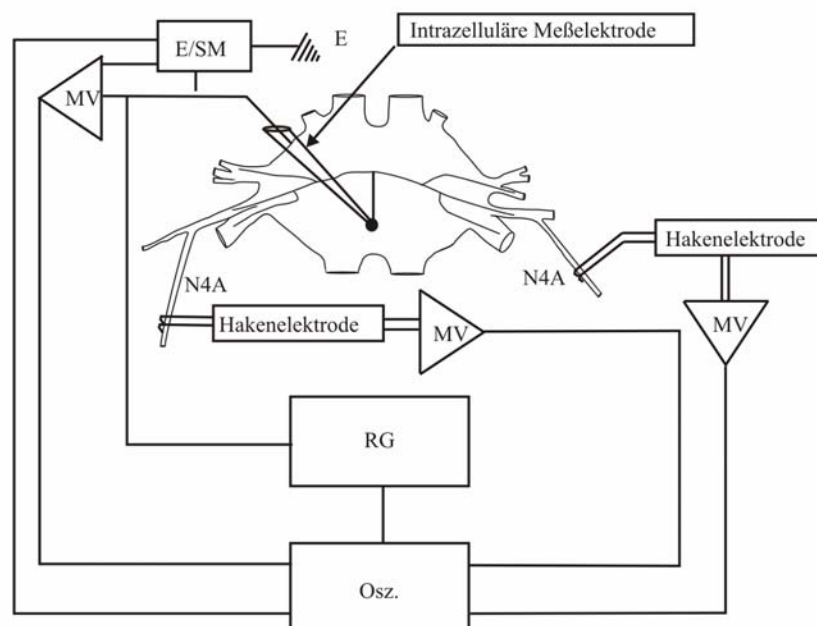 E/SM
E
Intrazelluläre Meßelektrode
MV
Hakenelektrode
N4A
N4A
Hakenelektrode
MV
MV
RG
Osz.